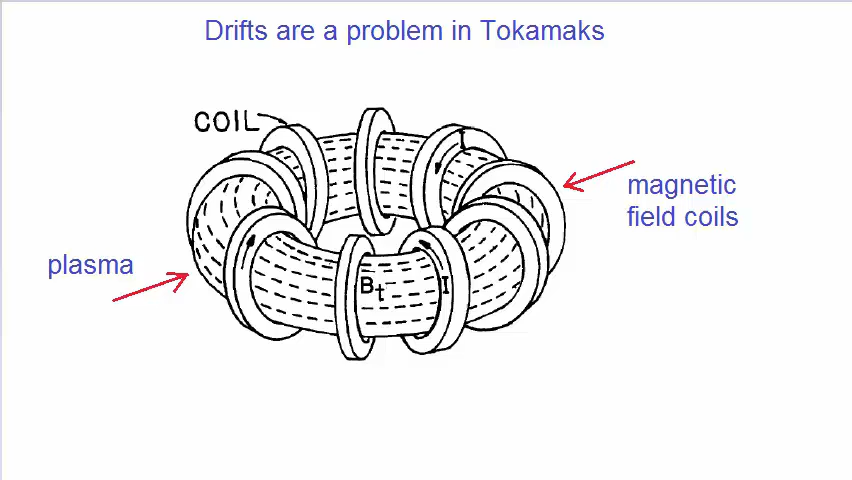 Drifts are a problem in Tokamaks
COIL
magnetic
field coils
plasma
Bt
I